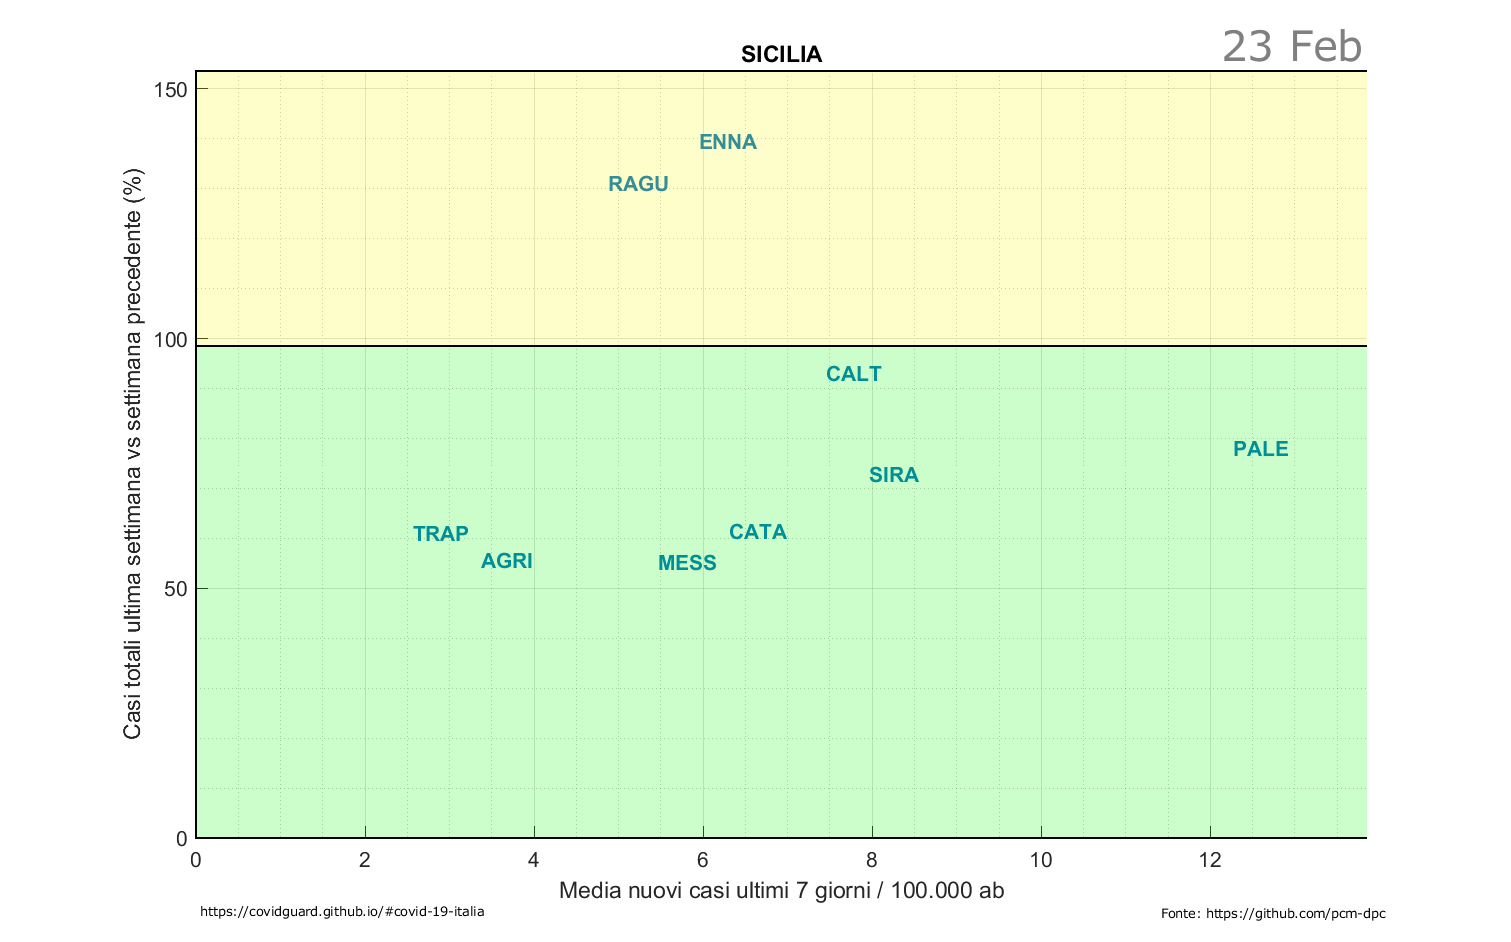 SICILIA
23 Feb
Casi totali ultima settimana vs settimana precedente (%)
150
100
50
0
ENNA
RAGU
CALT
PALE
SIRA
CATA
TRAP
AGRI
MESS
0 2 4 6 8 10 12
Media nuovi casi ultimi 7 giorni / 100.000 ab
https://covidguard.github.io/#covid-19-italia
Fonte: https://github.com/pcm-dpc